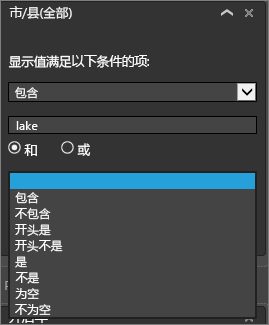 市/县(全部)
显示值满足以下条件的项:
包含
lake
和 或
包含
不包含
开头是
开头不是
是
不是
为空
不为空